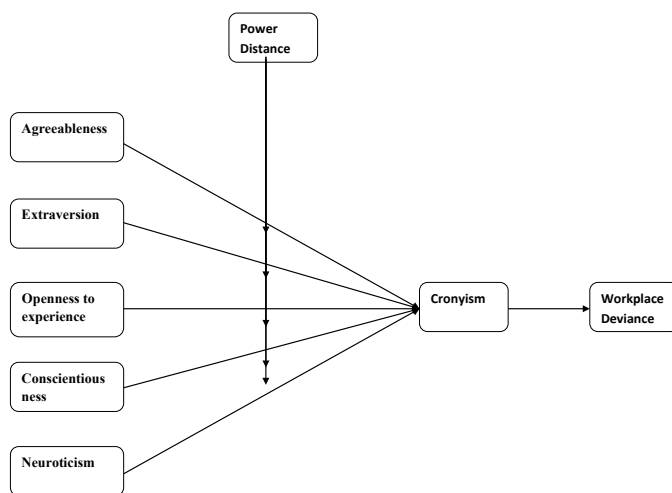 Power
Distance
Agreeableness
Extraversion
Openness to
experience
Cronyism
Workplace
Deviance
Conscientious
ness
Neuroticism